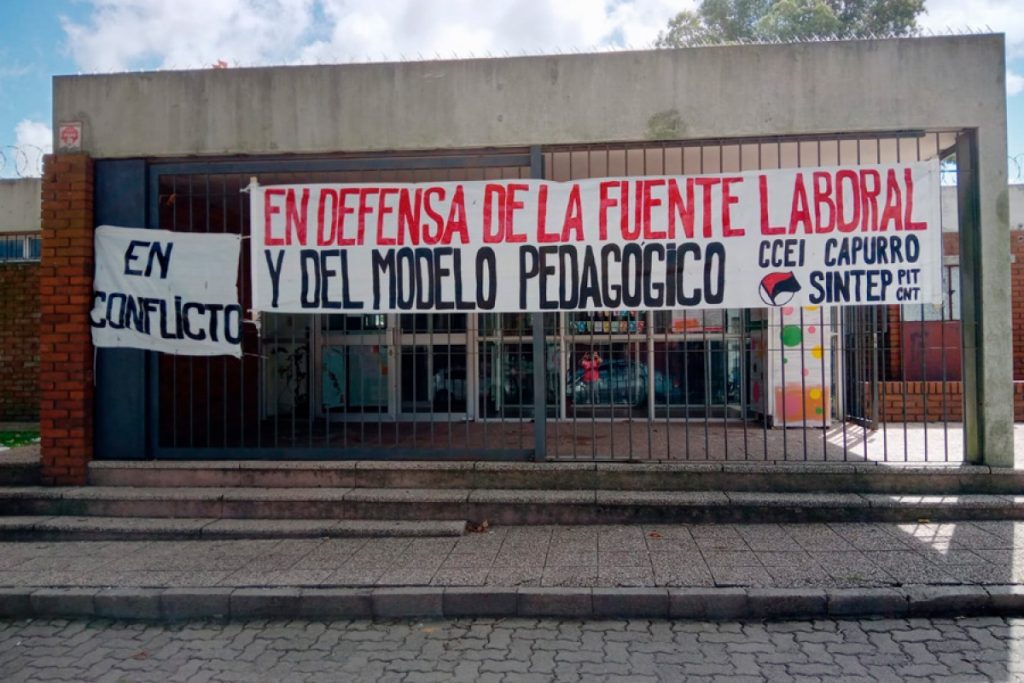 EN
CONFLICTO
EN DEFENSA DE LA FUENTE LABORAL
Y DEL MODELO PEDAGÓGICO
CCEI CAPURRO
SINTEP PIT
CNT